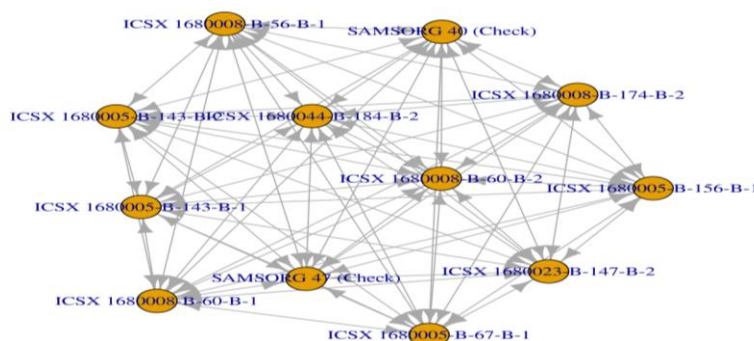 ICSX 1680008-B-56-B-1
SAMSORG 40 (Check)
ICSX 1680008-B-174-B-2
ICSX 1680005-B-143-B-2
ICSX 1680044-B-184-B-2
ICSX 1680008-B-60-B-2
ICSX 1680005-B-156-B-1
ICSX 1680005-B-143-B-1
ICSX 1680023-B-147-B-2
SAMSORG 47 (Check)
ICSX 1680008-B-60-B-1
ICSX 1680005-B-67-B-1